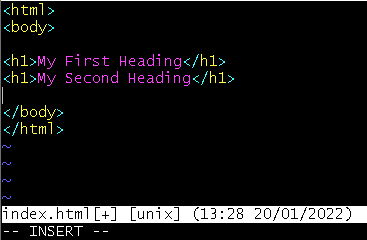 <html>
<body>
<h1>My First Heading</h1>
<h1>My Second Heading</h1>
</body>
</html>
~
~
~
~
index.html[+] [unix] (13:28 20/01/2022)
-- INSERT --